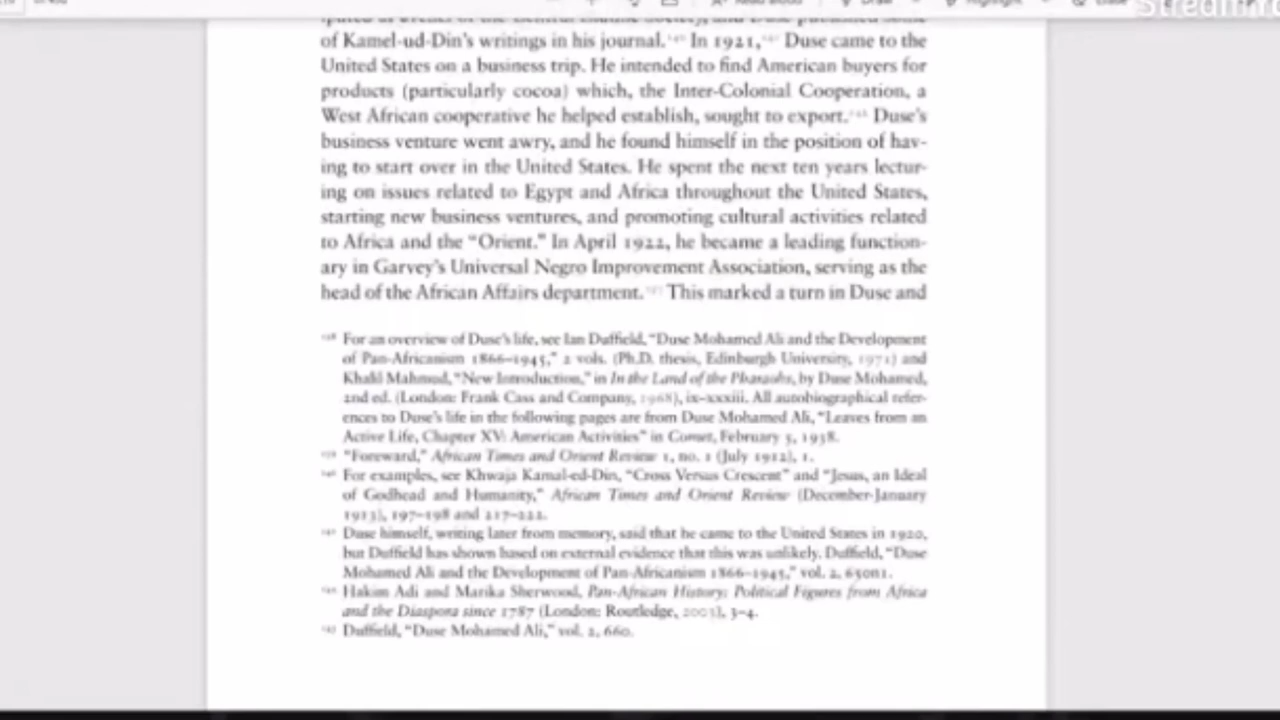 of Kamel-ud-Din's writings in his journal.¹⁴⁰ In 1921,¹⁴¹ Duse came to the
United States on a business trip. He intended to find American buyers for
products (particularly cocoa) which, the Inter-Colonial Cooperation, a
West African cooperative he helped establish, sought to export.¹⁴² Duse's
business venture went awry, and he found himself in the position of hav-
ing to start over in the United States. He spent the next ten years lectur-
ing on issues related to Egypt and Africa throughout the United States,
starting new business ventures, and promoting cultural activities related
to Africa and the “Orient.” In April 1922, he became a leading function-
ary in Garvey's Universal Negro Improvement Association, serving as the
head of the African Affairs department.¹⁴³ This marked a turn in Duse and
¹³⁸ For an overview of Duse's life, see Ian Duffield, “Duse Mohamed Ali and the Development
of Pan-Africanism 1866–1945,” 2 vols. (Ph.D. thesis, Edinburgh University, 1971) and
Khalil Mahmud, “New Introduction,” in In the Land of the Pharaohs, by Duse Mohamed,
2nd ed. (London: Frank Cass and Company, 1968), ix–xxxiii. All autobiographical refer-
ences to Duse's life in the following pages are from Duse Mohamed Ali, “Leaves from an
Active Life, Chapter XV: American Activities” in Comet, February 5, 1938.
¹³⁹ “Foreward,” African Times and Orient Review 1, no. 1 (July 1912), 1.
¹⁴⁰ For examples, see Khwaja Kamal-ed-Din, “Cross Versus Crescent” and “Jesus, an Ideal
of Godhead and Humanity,” African Times and Orient Review (December-January
1913), 197–198 and 217–222.
¹⁴¹ Duse himself, writing later from memory, said that he came to the United States in 1920,
but Duffield has shown based on external evidence that this was unlikely. Duffield, “Duse
Mohamed Ali and the Development of Pan-Africanism 1866–1945,” vol. 2, 650n1.
¹⁴² Hakim Adi and Marika Sherwood, Pan-African History: Political Figures from Africa
and the Diaspora since 1787 (London: Routledge, 2003), 3–4.
¹⁴³ Duffield, “Duse Mohamed Ali,” vol. 2, 660.